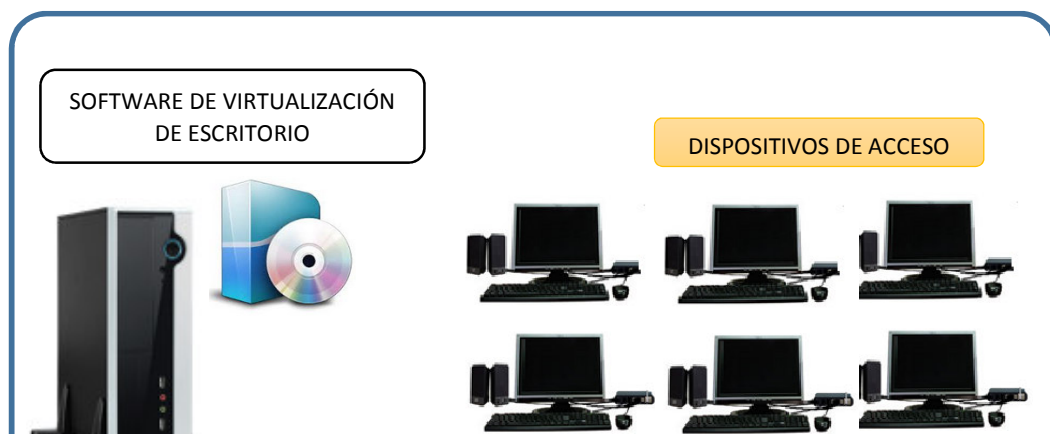 SOFTWARE DE VIRTUALIZACIÓN
DE ESCRITORIO
DISPOSITIVOS DE ACCESO